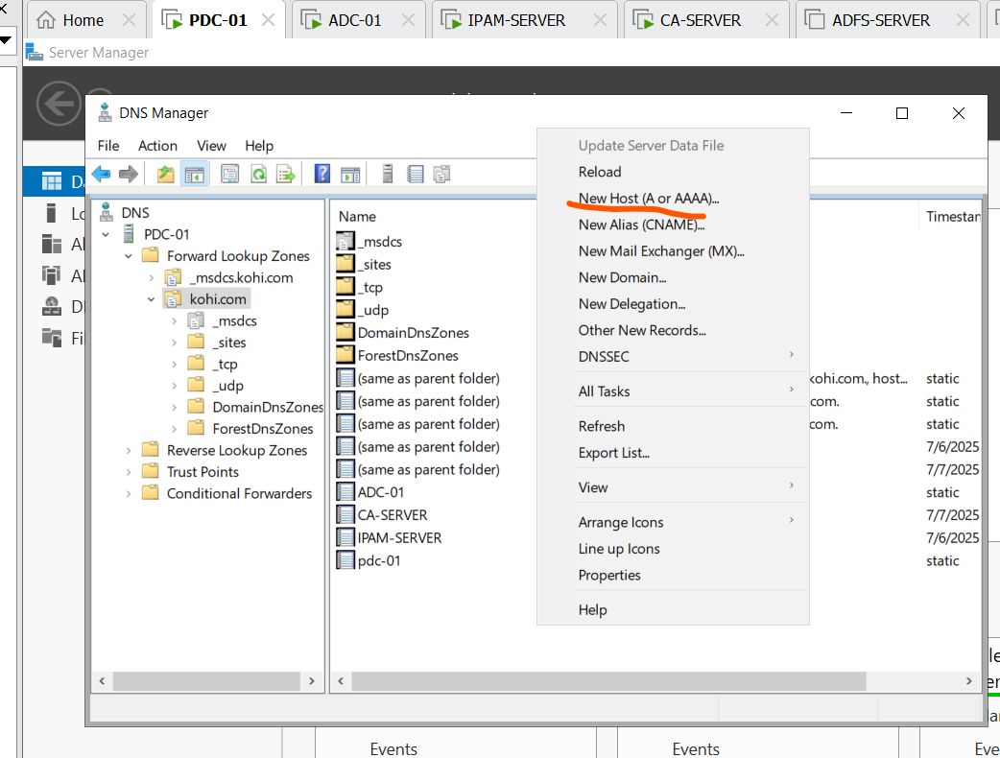 Home
PDC-01
ADC-01
IPAM-SERVER
CA-SERVER
ADFS-SERVER
Server Manager
DNS Manager
File Action View Help
DNS
PDC-01
Forward Lookup Zones
_msdcs.kohi.com
kohi.com
_msdcs
_sites
_tcp
_udp
DomainDnsZones
ForestDnsZones
Reverse Lookup Zones
Trust Points
Conditional Forwarders
Name
Timestam
_msdcs
_sites
_tcp
_udp
DomainDnsZones
ForestDnsZones
(same as parent folder) kohi.com., host... static
(same as parent folder) com. static
(same as parent folder) com. static
(same as parent folder) 7/6/2025
(same as parent folder) 7/7/2025
ADC-01 static
CA-SERVER 7/7/2025
IPAM-SERVER 7/6/2025
pdc-01 static
Update Server Data File
Reload
New Host (A or AAAA)...
New Alias (CNAME)...
New Mail Exchanger (MX)...
New Domain...
New Delegation...
Other New Records...
DNSSEC
All Tasks
Refresh
Export List...
View
Arrange Icons
Line up Icons
Properties
Help
Events
Events
Eve